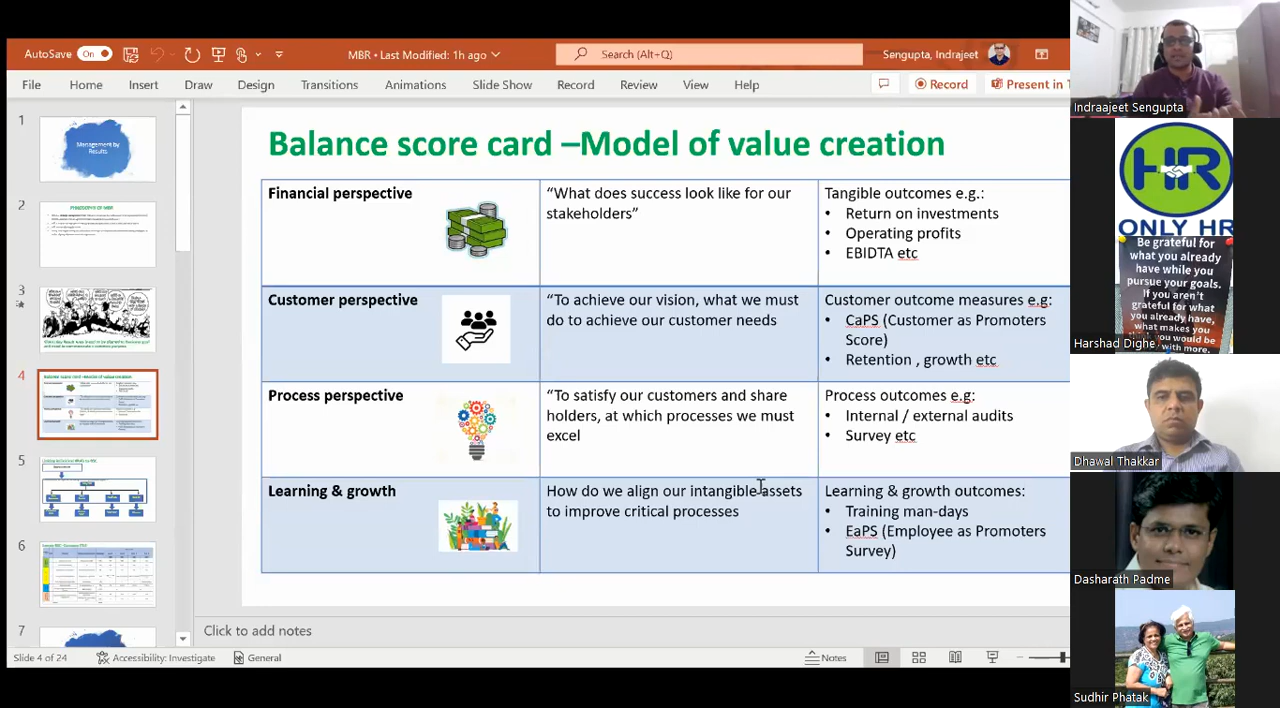 AutoSave On
MBR • Last Modified: 1h ago
Search (Alt+Q)
Sengupta, Indrajeet
File Home Insert Draw Design Transitions Animations Slide Show Record Review View Help
Record
Present in T
1
Management by
Results
2
PHILOSOPHY OF MBR
3
4
5
6
7
Balance score card –Model of value creation
Financial perspective
“What does success look like for our
stakeholders”
Tangible outcomes e.g.:
• Return on investments
• Operating profits
• EBIDTA etc
Customer perspective
“To achieve our vision, what we must
do to achieve our customer needs
Customer outcome measures e.g:
• CaPS (Customer as Promoters
Score)
• Retention , growth etc
Process perspective
“To satisfy our customers and share
holders, at which processes we must
excel
Process outcomes e.g:
• Internal / external audits
• Survey etc
Learning & growth
How do we align our intangible assets
to improve critical processes
Learning & growth outcomes:
• Training man-days
• EaPS (Employee as Promoters
Survey)
Click to add notes
Slide 4 of 24
Accessibility: Investigate
General
Notes
Indraajeet Sengupta
HR
ONLY HR
Be grateful for
what you already
have while you
pursue your goals.
If you aren't
grateful for what
you already have,
what makes you
you would be
with more.
Harshad Dighe
Dhawal Thakkar
Dasharath Padme
Sudhir Phatak